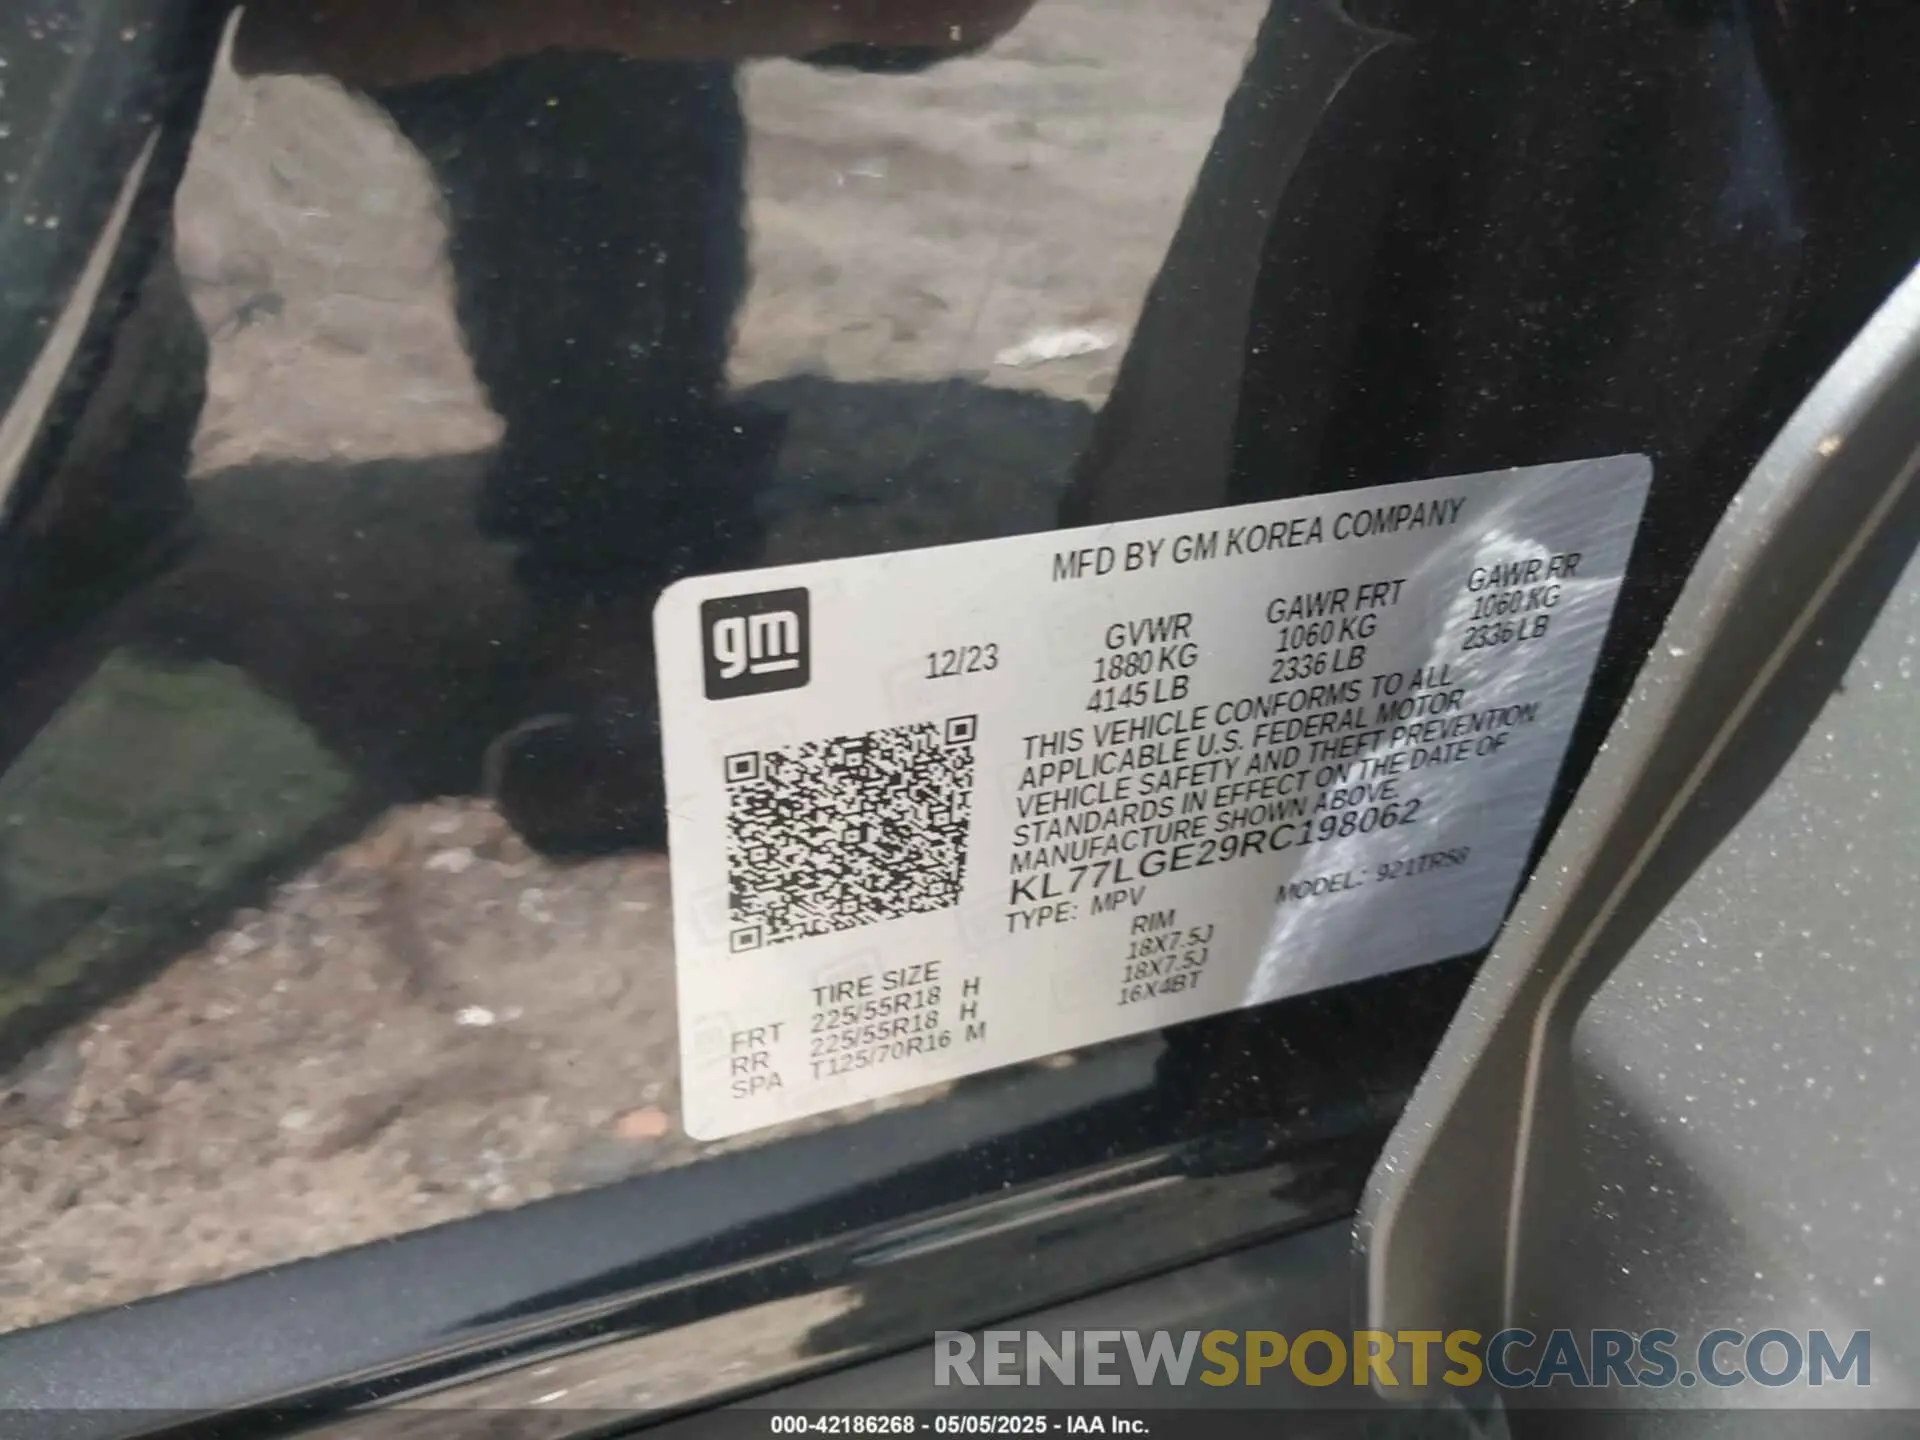 MFD BY GM KOREA COMPANY
gm
12/23
GVWR GAWR FRT GAWR RR
1880 KG 1060 KG 1060 KG
4145 LB 2336 LB 2336 LB
THIS VEHICLE CONFORMS TO ALL
APPLICABLE U.S. FEDERAL MOTOR
VEHICLE SAFETY AND THEFT PREVENTION
STANDARDS IN EFFECT ON THE DATE OF
MANUFACTURE SHOWN ABOVE.
KL77LGE29RC198062
TYPE: MPV MODEL: 921TR58
TIRE SIZE RIM
FRT 225/55R18 H 18X7.5J
RR 225/55R18 H 18X7.5J
SPA T125/70R16 M 16X4BT
RENEWSPORTSCARS.COM
000-42186268 - 05/05/2025 - IAA Inc.